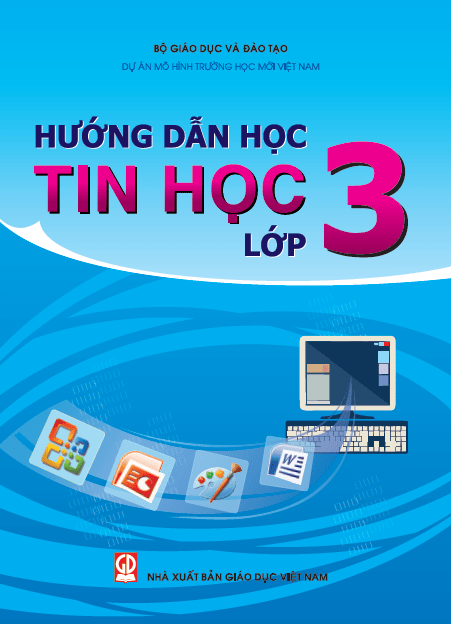 BỘ GIÁO DỤC VÀ ĐÀO TẠO
DỰ ÁN MÔ HÌNH TRƯỜNG HỌC MỚI VIỆT NAM
HƯỚNG DẪN HỌC
TIN HỌC 3
LỚP
W
GD
NHÀ XUẤT BẢN GIÁO DỤC VIỆT NAM